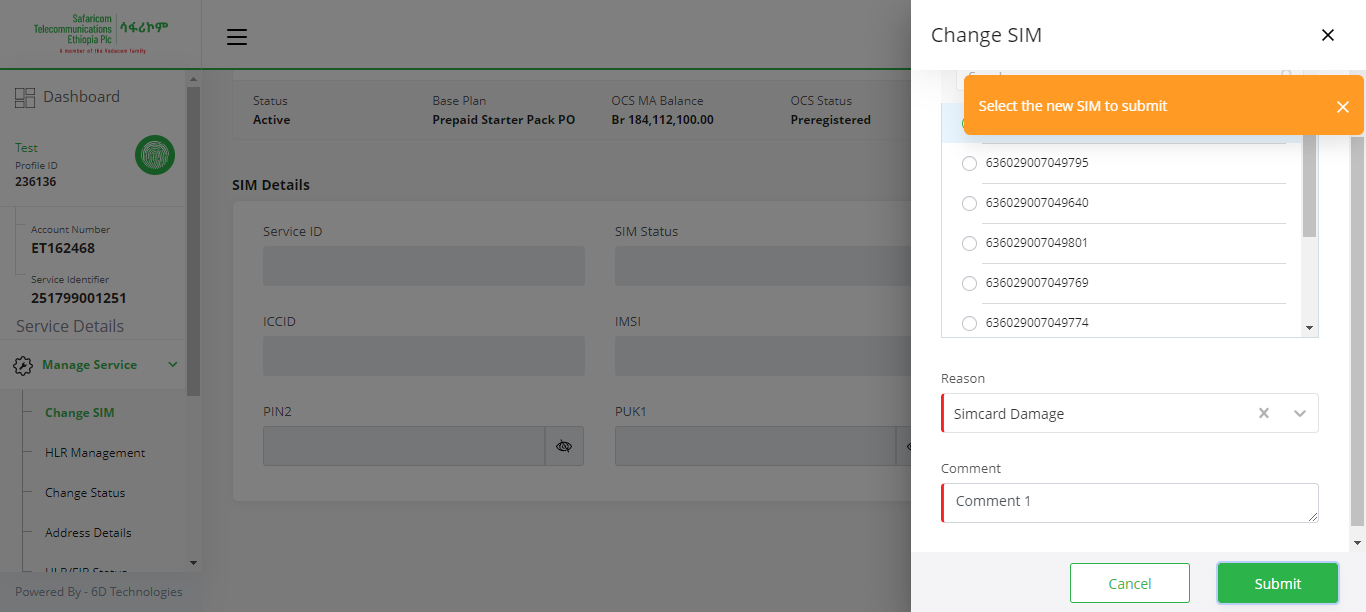 Safaricom
Telecommunications
Ethiopia Plc
ሳፋሪኮም
A member of the Vodacom family
Dashboard
Test
Profile ID
236136
Account Number
ET162468
Service Identifier
251799001251
Service Details
Manage Service
Change SIM
HLR Management
Change Status
Address Details
Powered By - 6D Technologies
Status
Active
Base Plan
Prepaid Starter Pack PO
OCS MA Balance
Br 184,112,100.00
OCS Status
Preregistered
SIM Details
Service ID
SIM Status
ICCID
IMSI
PIN2
PUK1
Change SIM
Select the new SIM to submit
636029007049795
636029007049640
636029007049801
636029007049769
636029007049774
Reason
Simcard Damage
Comment
Comment 1
Cancel
Submit